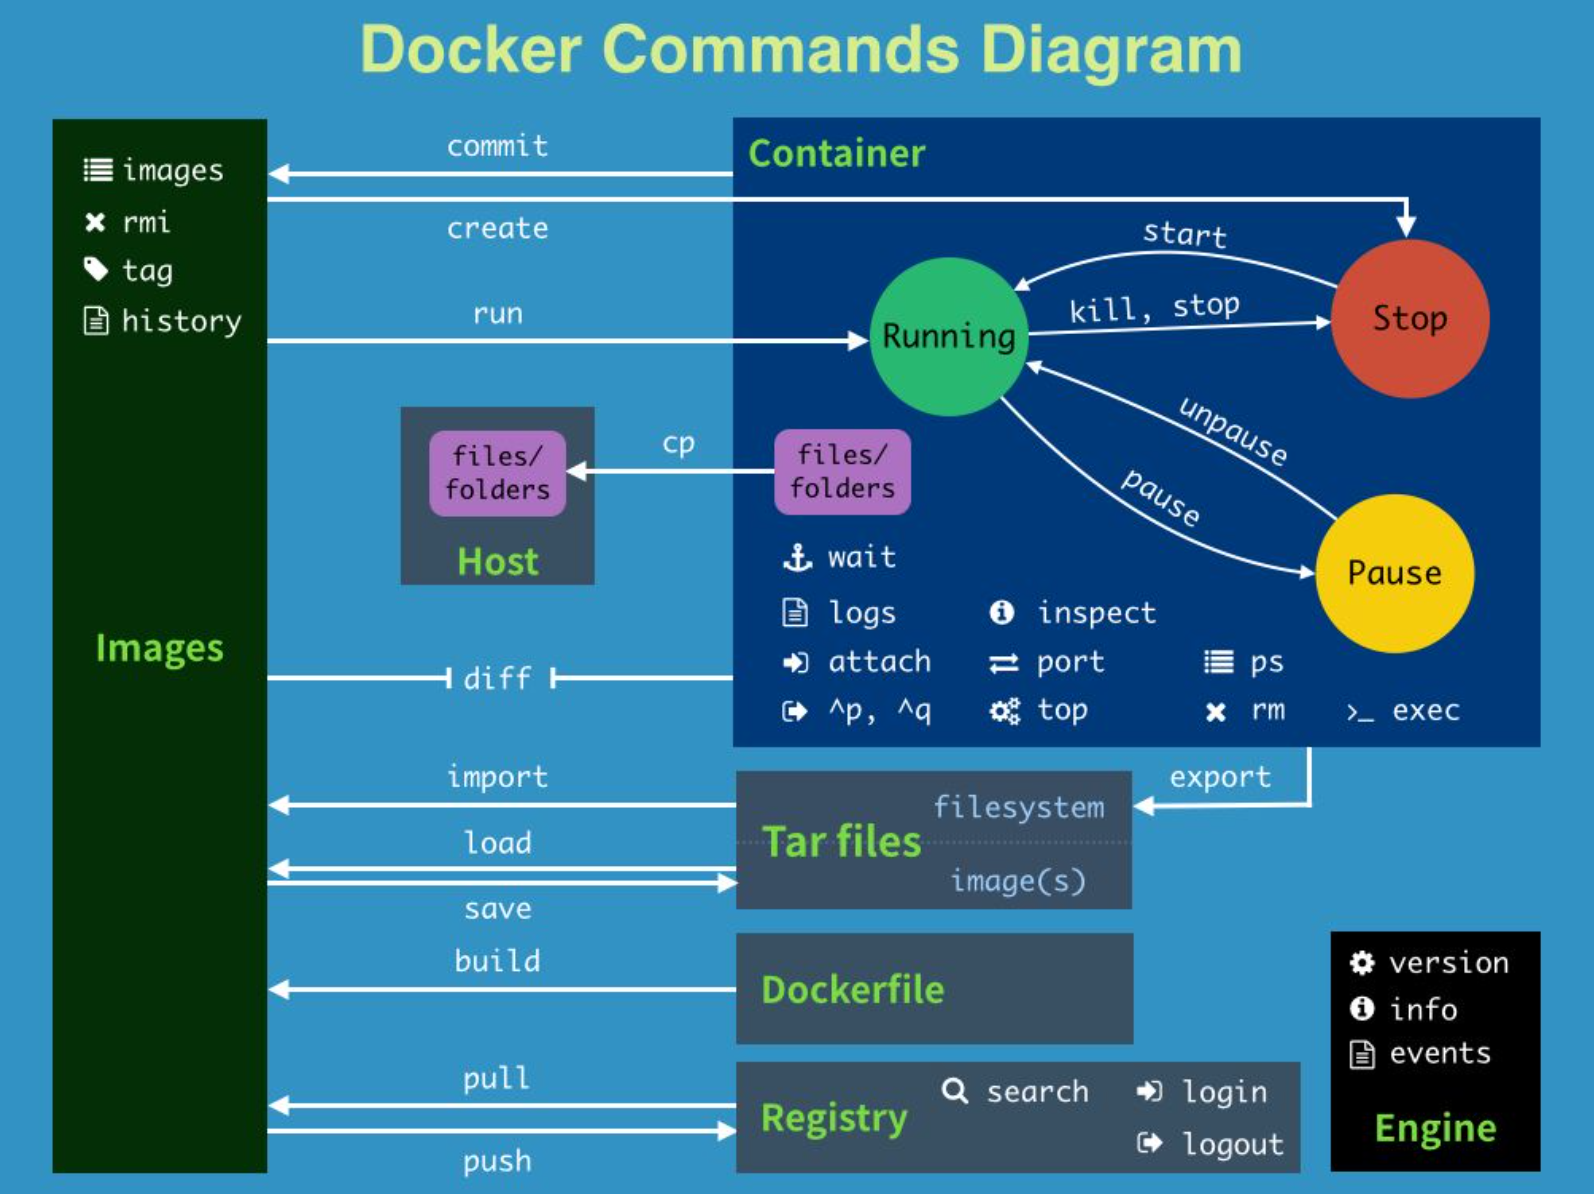 Docker Commands Diagram
images
rmi
tag
history
Images
commit
create
run
Container
start
kill, stop
Running
Stop
unpause
pause
Pause
files/
folders
Host
cp
files/
folders
wait
logs
inspect
attach
port
ps
^p, ^q
top
rm
>_ exec
diff
import
load
save
export
Tar files
filesystem
image(s)
build
Dockerfile
pull
push
Registry
search
login
logout
version
info
events
Engine